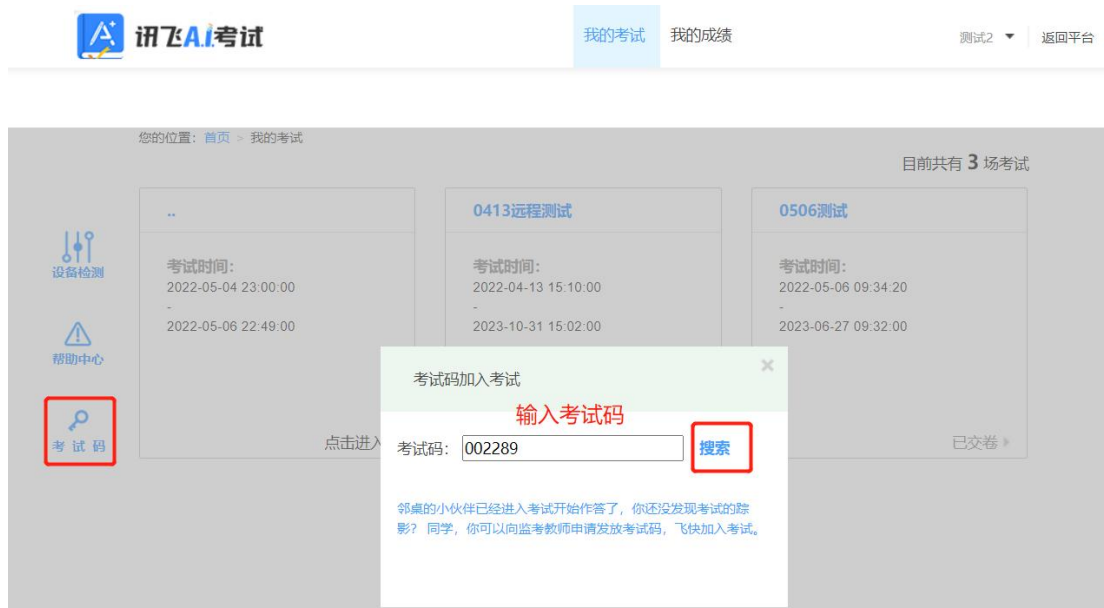 讯飞A.I.考试
我的考试 我的成绩
测试2 返回平台
您的位置：首页 > 我的考试
目前共有 3 场考试
设备检测
帮助中心
考 试 码
..
考试时间：
2022-05-04 23:00:00
-
2022-05-06 22:49:00
点击进入
0413远程测试
考试时间：
2022-04-13 15:10:00
-
2023-10-31 15:02:00
0506测试
考试时间：
2022-05-06 09:34:20
-
2023-06-27 09:32:00
已交卷
考试码加入考试
×
输入考试码
考试码： 002289 搜索
邻桌的小伙伴已经进入考试开始作答了，你还没发现考试的踪
影？ 同学，你可以向监考教师申请发放考试码，飞快加入考试。